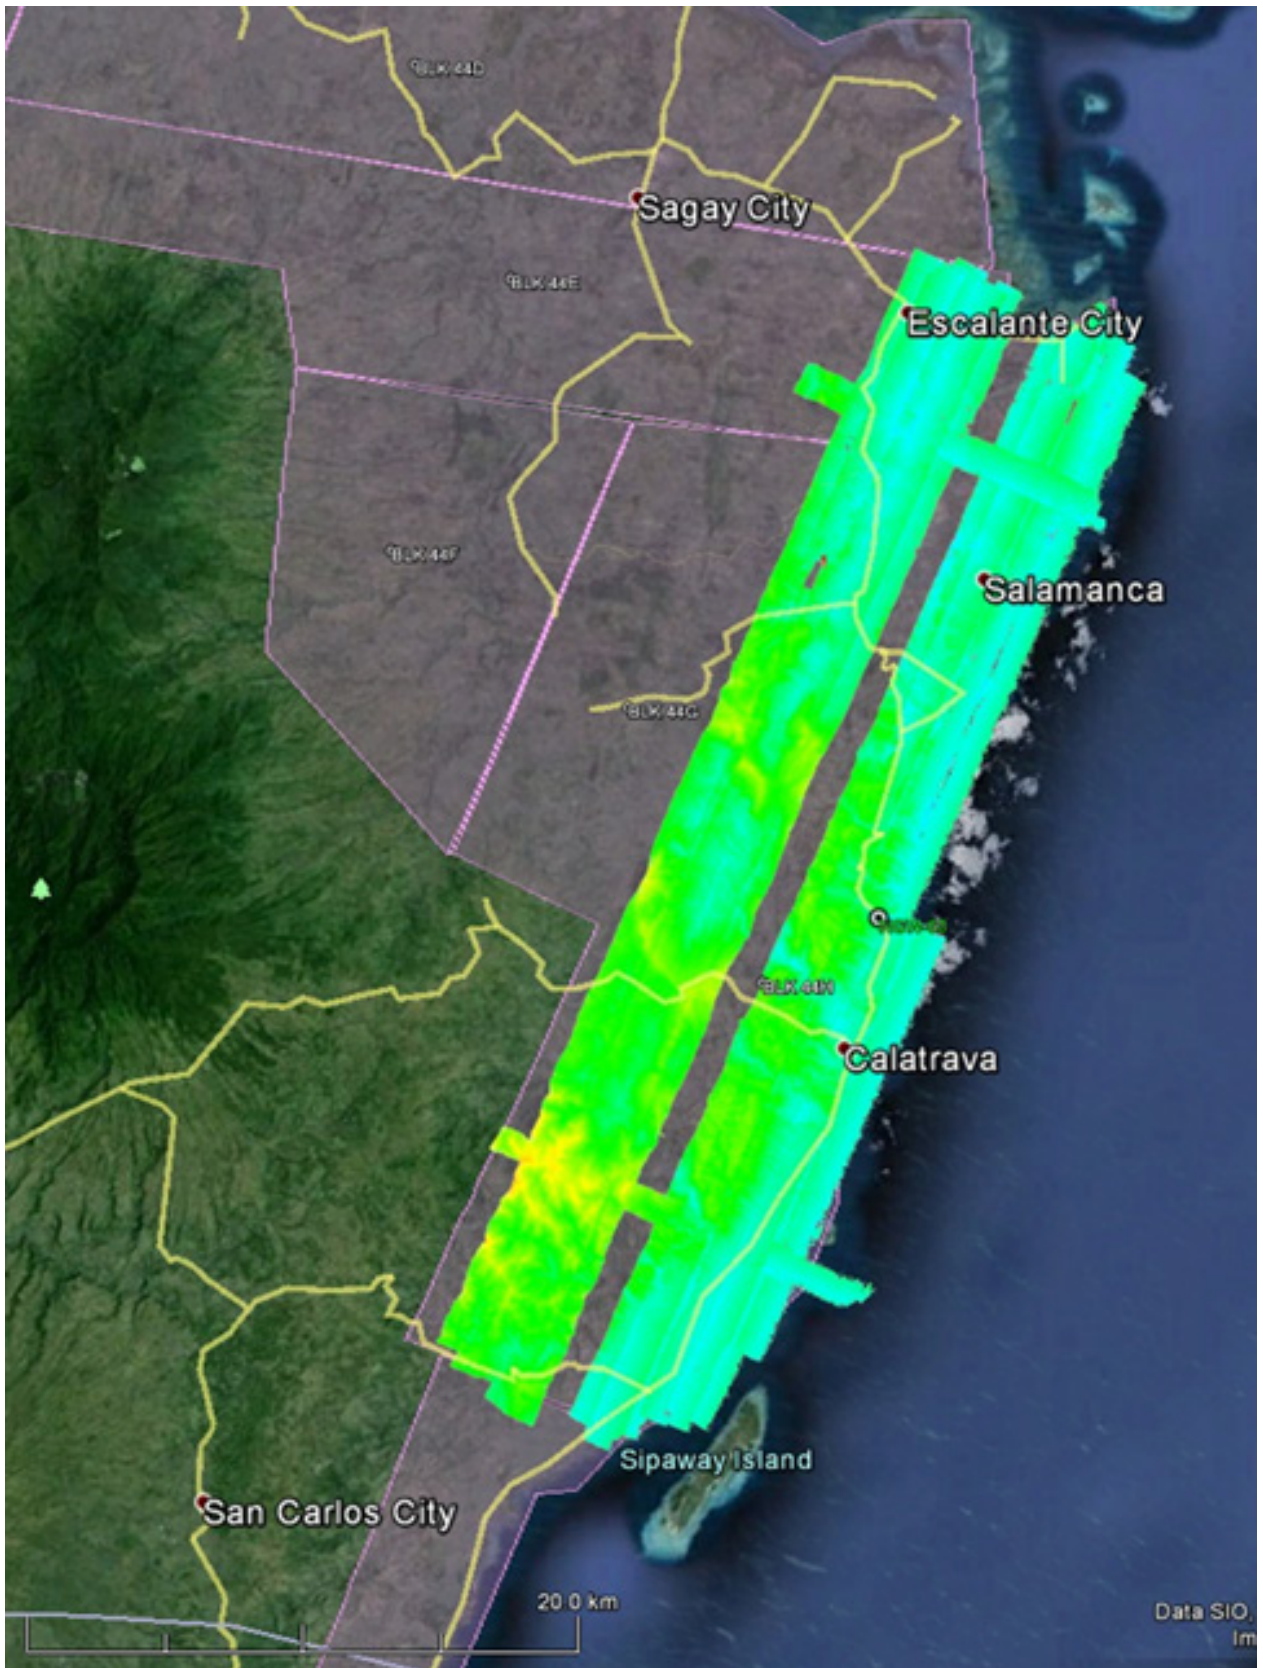 BLK 44D
Sagay City
BLK 44E
Escalante City
BLK 44F
Salamanca
BLK 44G
BLK 44H
Calatrava
Sipaway Island
San Carlos City
20.0 km
Data SIO,
Im